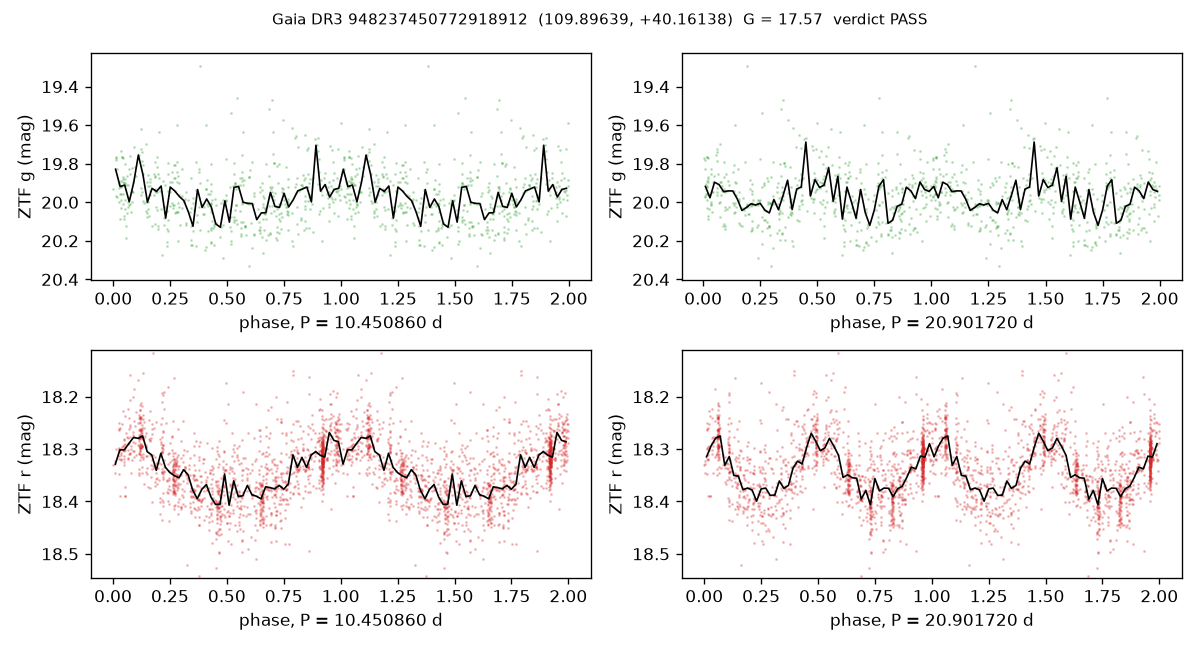 Gaia DR3 948237450772918912 (109.89639, +40.16138) G = 17.57 verdict PASS
ZTF g (mag)
19.4
19.6
19.8
20.0
20.2
20.4
0.00 0.25 0.50 0.75 1.00 1.25 1.50 1.75 2.00
phase, P = 10.450860 d
ZTF g (mag)
19.4
19.6
19.8
20.0
20.2
20.4
0.00 0.25 0.50 0.75 1.00 1.25 1.50 1.75 2.00
phase, P = 20.901720 d
ZTF r (mag)
18.2
18.3
18.4
18.5
0.00 0.25 0.50 0.75 1.00 1.25 1.50 1.75 2.00
phase, P = 10.450860 d
ZTF r (mag)
18.2
18.3
18.4
18.5
0.00 0.25 0.50 0.75 1.00 1.25 1.50 1.75 2.00
phase, P = 20.901720 d